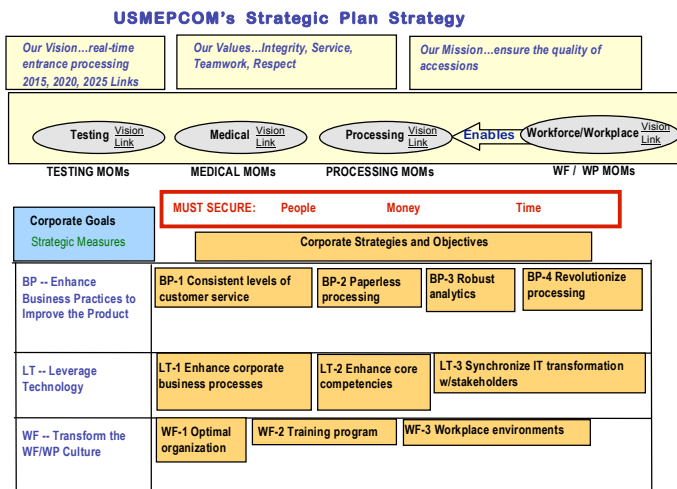 USMEPCOM's Strategic Plan Strategy
Our Vision…real-time
entrance processing
2015, 2020, 2025 Links
Our Values…Integrity, Service,
Teamwork, Respect
Our Mission…ensure the quality of
accessions
Testing Vision
Link
Medical Vision
Link
Processing Vision
Link
Enables
Workforce/Workplace Vision
Link
TESTING MOMs
MEDICAL MOMs
PROCESSING MOMs
WF / WP MOMs
MUST SECURE: People Money Time
Corporate Goals
Strategic Measures
Corporate Strategies and Objectives
BP -- Enhance
Business Practices to
Improve the Product
BP-1 Consistent levels of
customer service
BP-2 Paperless
processing
BP-3 Robust
analytics
BP-4 Revolutionize
processing
LT -- Leverage
Technology
LT-1 Enhance corporate
business processes
LT-2 Enhance core
competencies
LT-3 Synchronize IT transformation
w/stakeholders
WF -- Transform the
WF/WP Culture
WF-1 Optimal
organization
WF-2 Training program
WF-3 Workplace environments